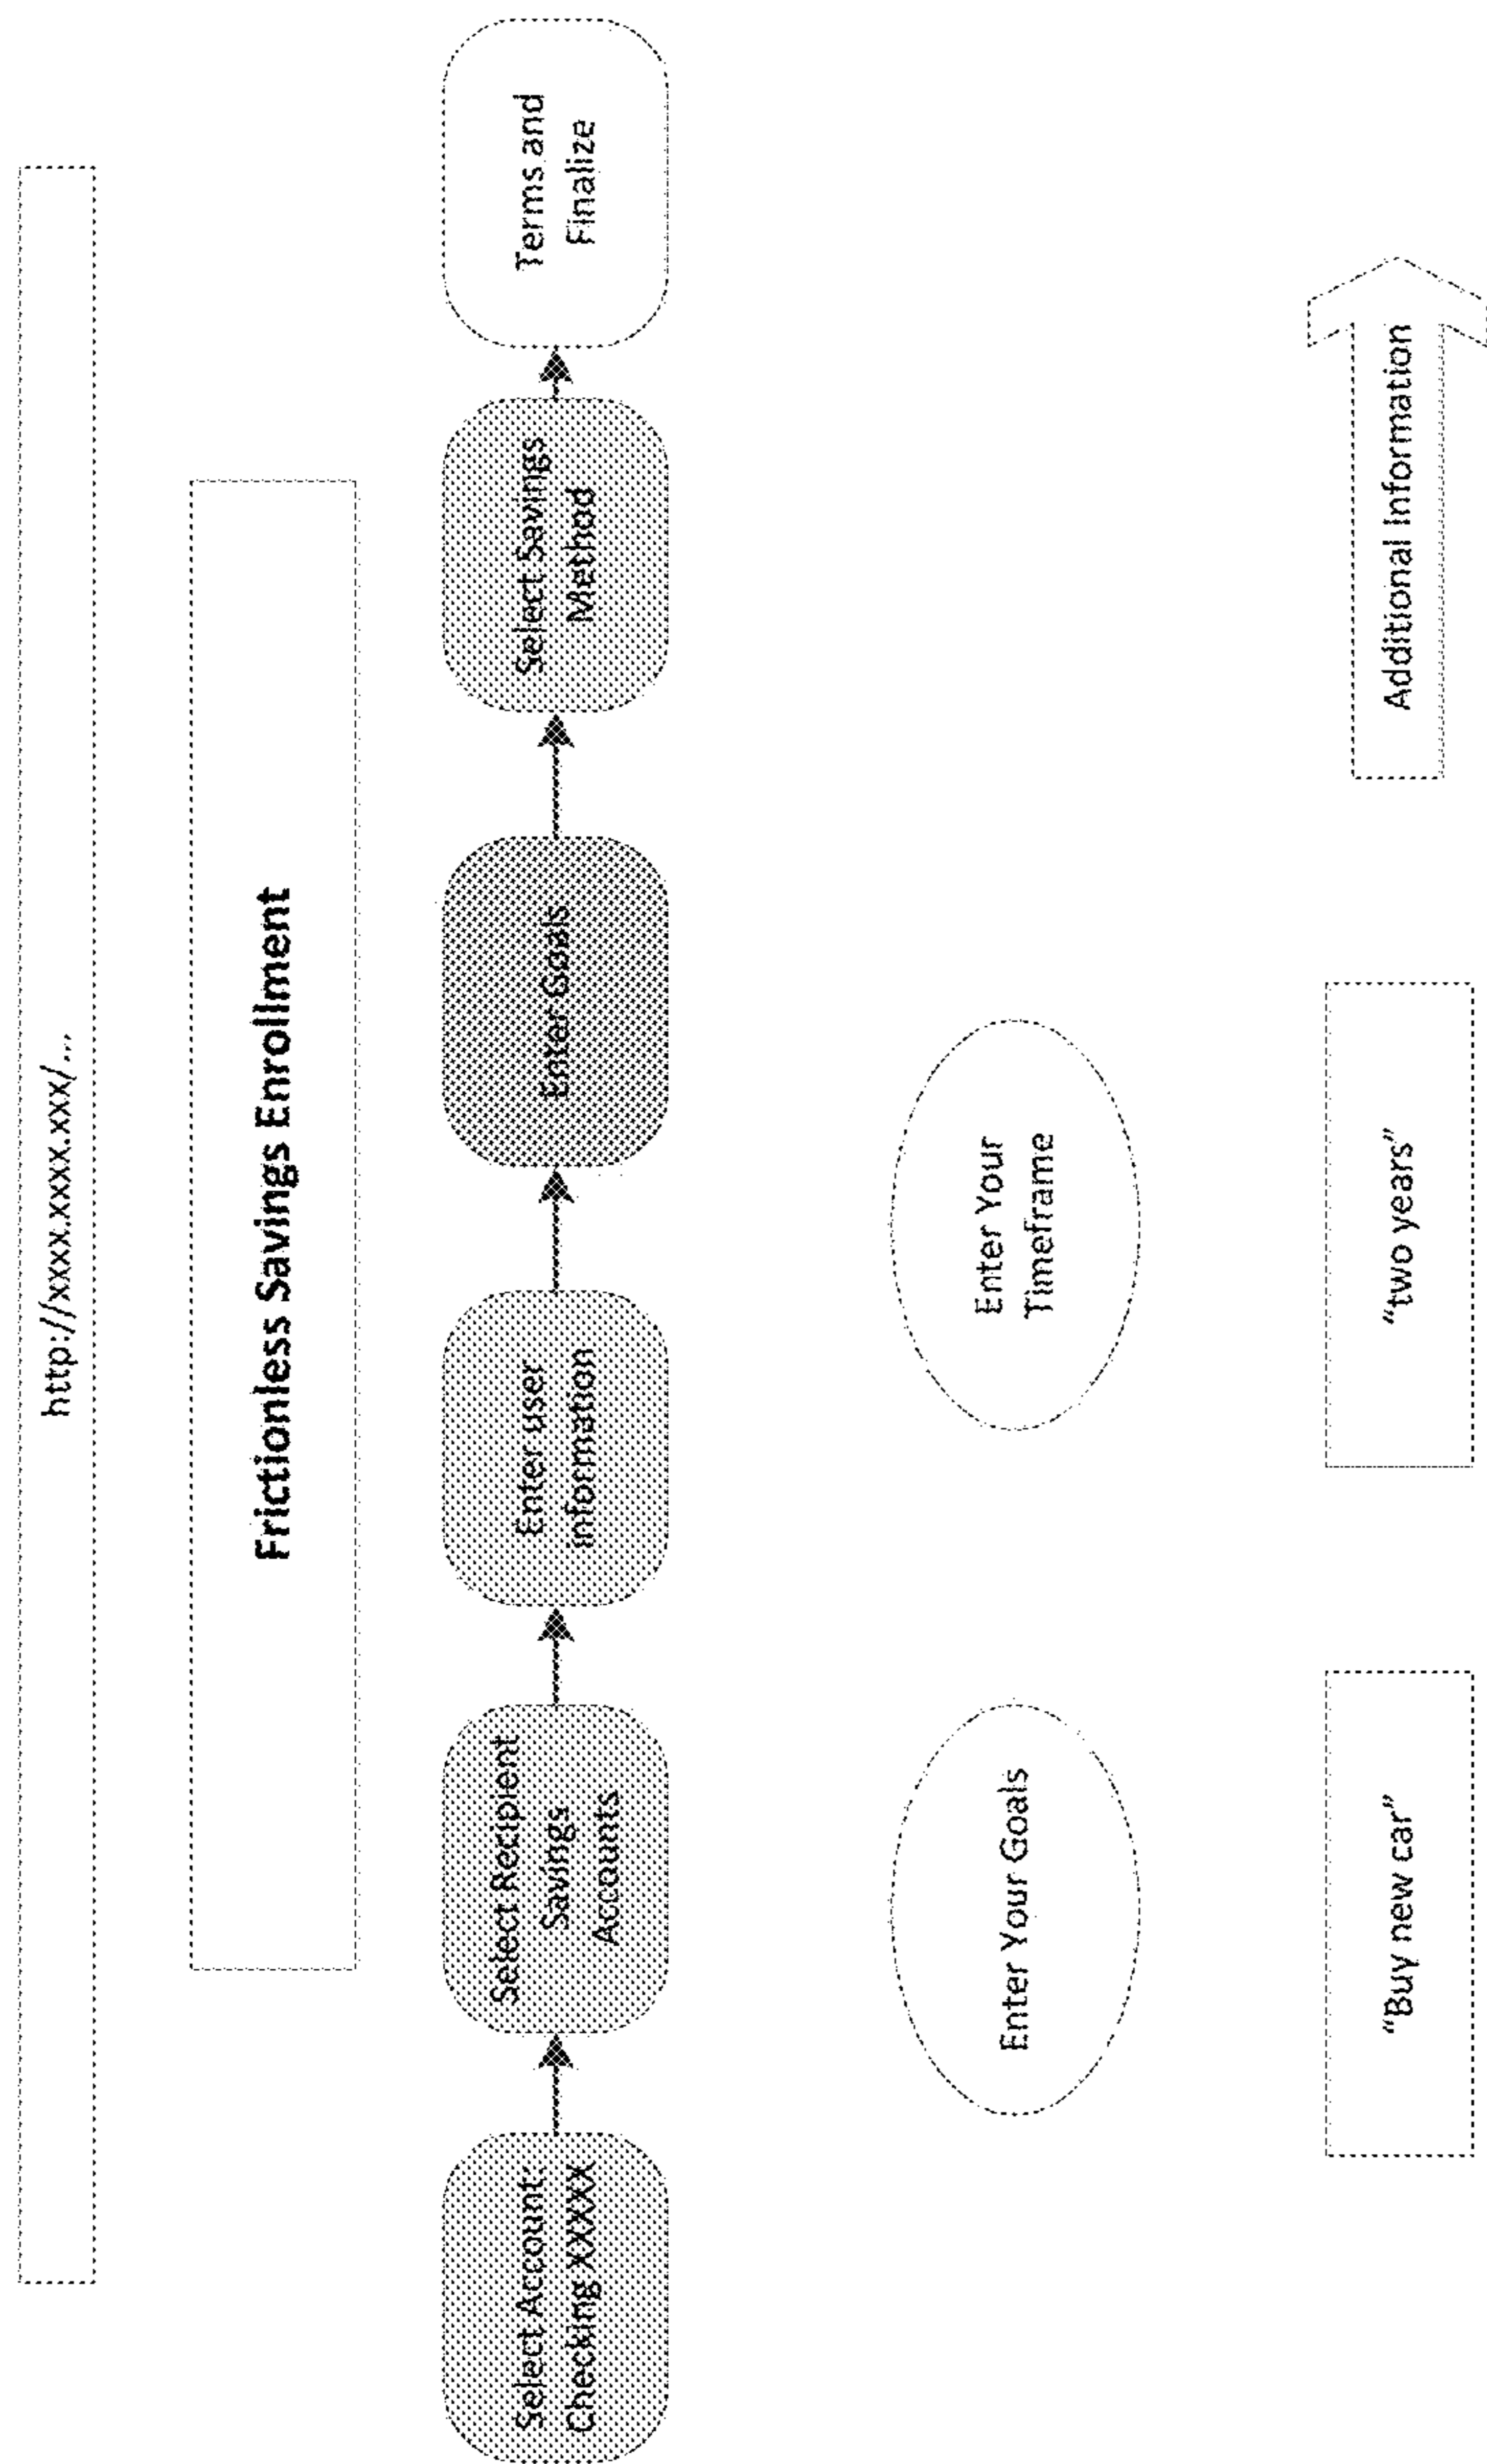 http://xxxx.xxxx.xxx/...
Frictionless Savings Enrollment
Select Account:
Checking XXXXX
Select Recipient
Savings
Accounts
Enter user
information
Enter Goals
Select Savings
Method
Terms and
Finalize
Enter Your Goals
Enter Your
Timeframe
“Buy new car”
“two years”
Additional Information